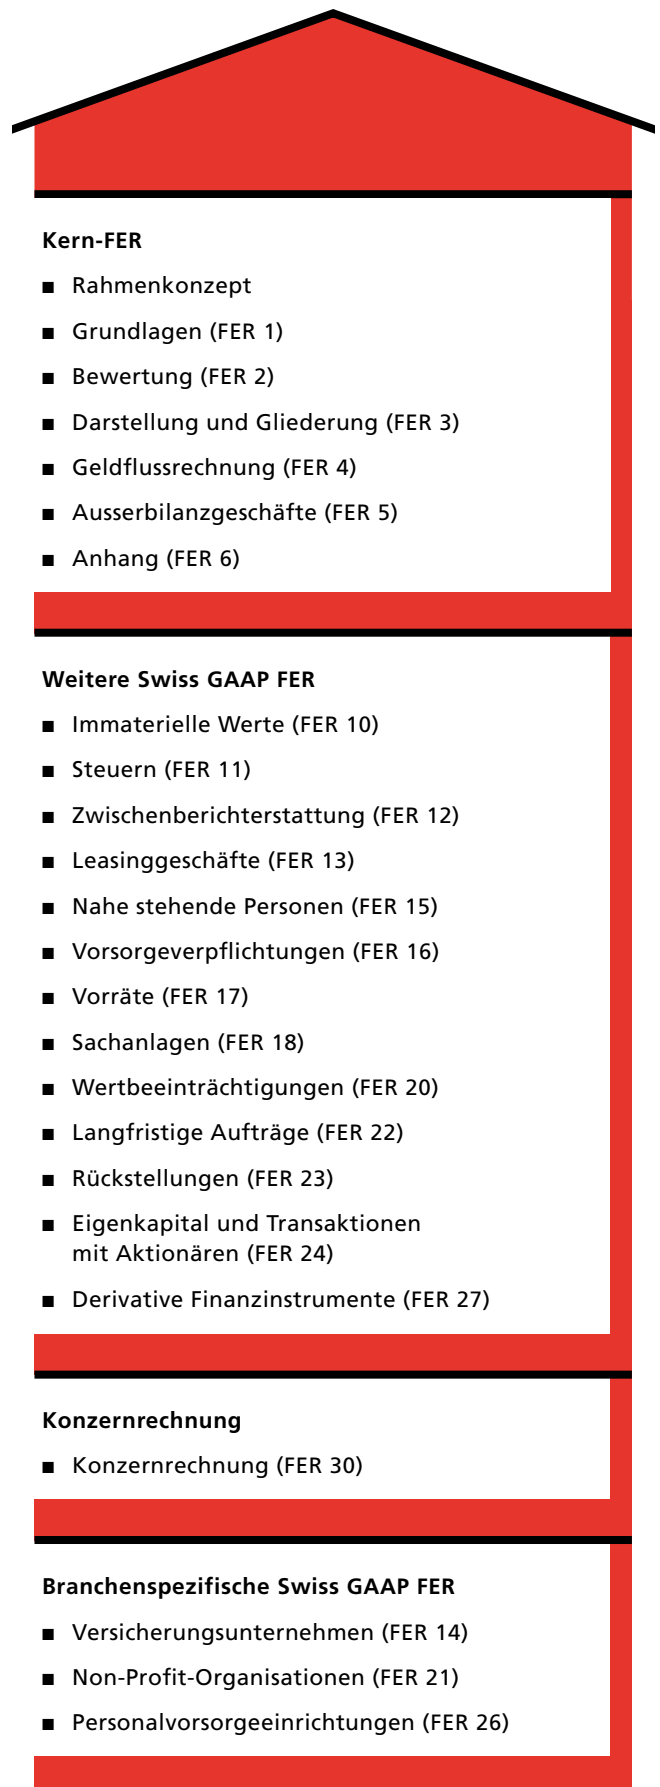 Kern-FER
■ Rahmenkonzept
■ Grundlagen (FER 1)
■ Bewertung (FER 2)
■ Darstellung und Gliederung (FER 3)
■ Geldflussrechnung (FER 4)
■ Ausserbilanzgeschäfte (FER 5)
■ Anhang (FER 6)
Weitere Swiss GAAP FER
■ Immaterielle Werte (FER 10)
■ Steuern (FER 11)
■ Zwischenberichterstattung (FER 12)
■ Leasinggeschäfte (FER 13)
■ Nahe stehende Personen (FER 15)
■ Vorsorgeverpflichtungen (FER 16)
■ Vorräte (FER 17)
■ Sachanlagen (FER 18)
■ Wertbeeinträchtigungen (FER 20)
■ Langfristige Aufträge (FER 22)
■ Rückstellungen (FER 23)
■ Eigenkapital und Transaktionen
mit Aktionären (FER 24)
■ Derivative Finanzinstrumente (FER 27)
Konzernrechnung
■ Konzernrechnung (FER 30)
Branchenspezifische Swiss GAAP FER
■ Versicherungsunternehmen (FER 14)
■ Non-Profit-Organisationen (FER 21)
■ Personalvorsorgeeinrichtungen (FER 26)